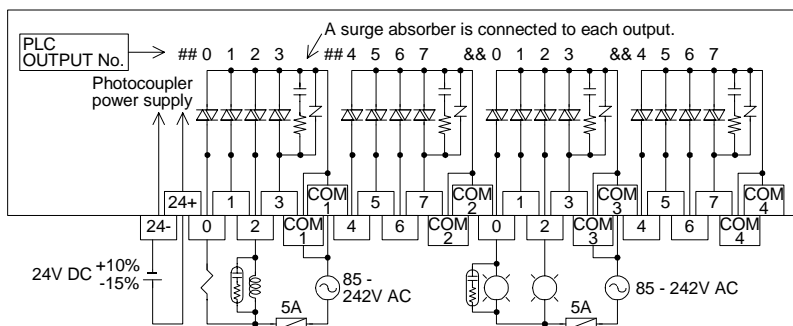 A surge absorber is connected to each output.
PLC
OUTPUT No.
## 0 1 2 3 ## 4 5 6 7 && 0 1 2 3 && 4 5 6 7
Photocoupler
power supply
24+ 1 3 COM 1 5 7 COM 2 1 3 COM 3 5 7 COM 4
24- 0 2 COM 1 4 6 COM 2 0 2 COM 3 4 6 COM 4
24V DC +10%
-15%
85 -
242V AC
5A
85 - 242V AC
5A